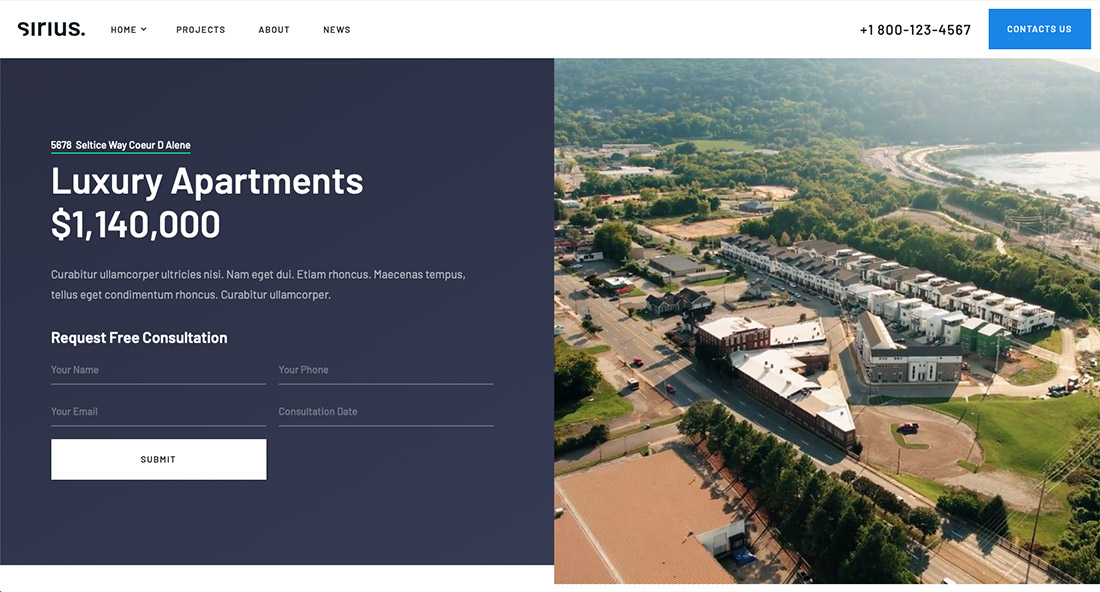 sirius.
HOME
PROJECTS
ABOUT
NEWS
+1 800-123-4567
CONTACTS US
5678 Seltice Way Coeur D Alene
Luxury Apartments
$1,140,000
Curabitur ullamcorper ultricies nisi. Nam eget dui. Etiam rhoncus. Maecenas tempus,
tellus eget condimentum rhoncus. Curabitur ullamcorper.
Request Free Consultation
Your Name
Your Phone
Your Email
Consultation Date
SUBMIT